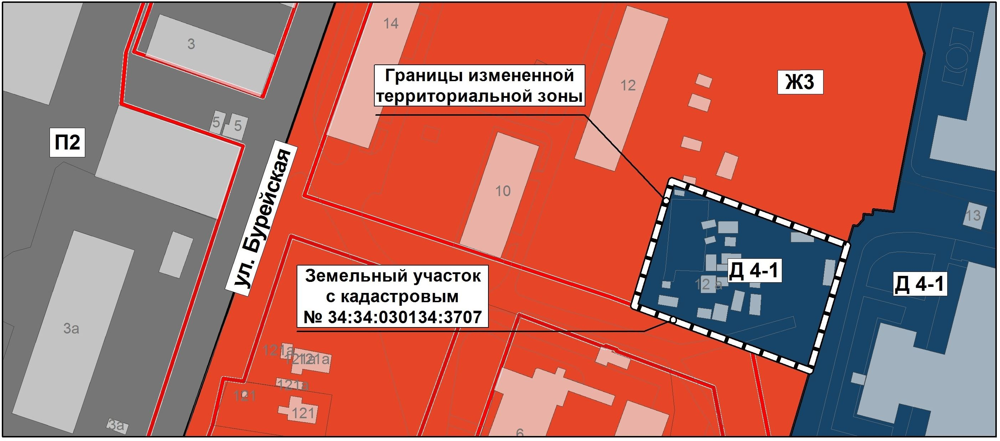 14
3
Границы измененной
территориальной зоны
Ж3
12
5
5
П2
ул. Бурейская
10
13
Земельный участок
с кадастровым
№ 34:34:030134:3707
Д 4-1
12 а
Д 4-1
3а
121а
121а
121а
121а
121
121
3а
6